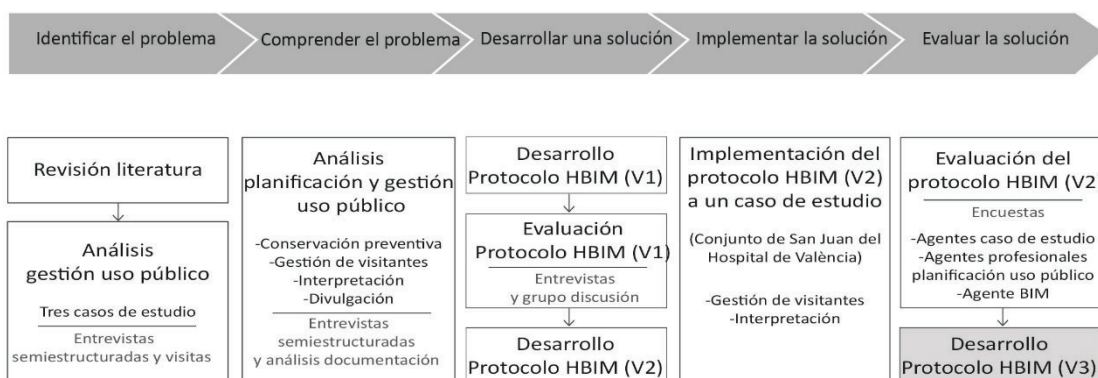 Identificar el problema
Comprender el problema
Desarrollar una solución
Implementar la solución
Evaluar la solución
Revisión literatura
Análisis
gestión uso público
Tres casos de estudio
Entrevistas
semiestructuradas y visitas
Análisis
planificación y gestión
uso público
-Conservación preventiva
-Gestión de visitantes
-Interpretación
-Divulgación
Entrevistas
semiestructuradas
y análisis documentación
Desarrollo
Protocolo HBIM (V1)
Evaluación
Protocolo HBIM (V1)
Entrevistas
y grupo discusión
Desarrollo
Protocolo HBIM (V2)
Implementación del
protocolo HBIM (V2)
a un caso de estudio
(Conjunto de San Juan del
Hospital de València)
-Gestión de visitantes
-Interpretación
Evaluación del
protocolo HBIM (V2
Encuestas
-Agentes caso de estudio
-Agentes profesionales
planificación uso público
-Agente BIM
Desarrollo
Protocolo HBIM (V3)